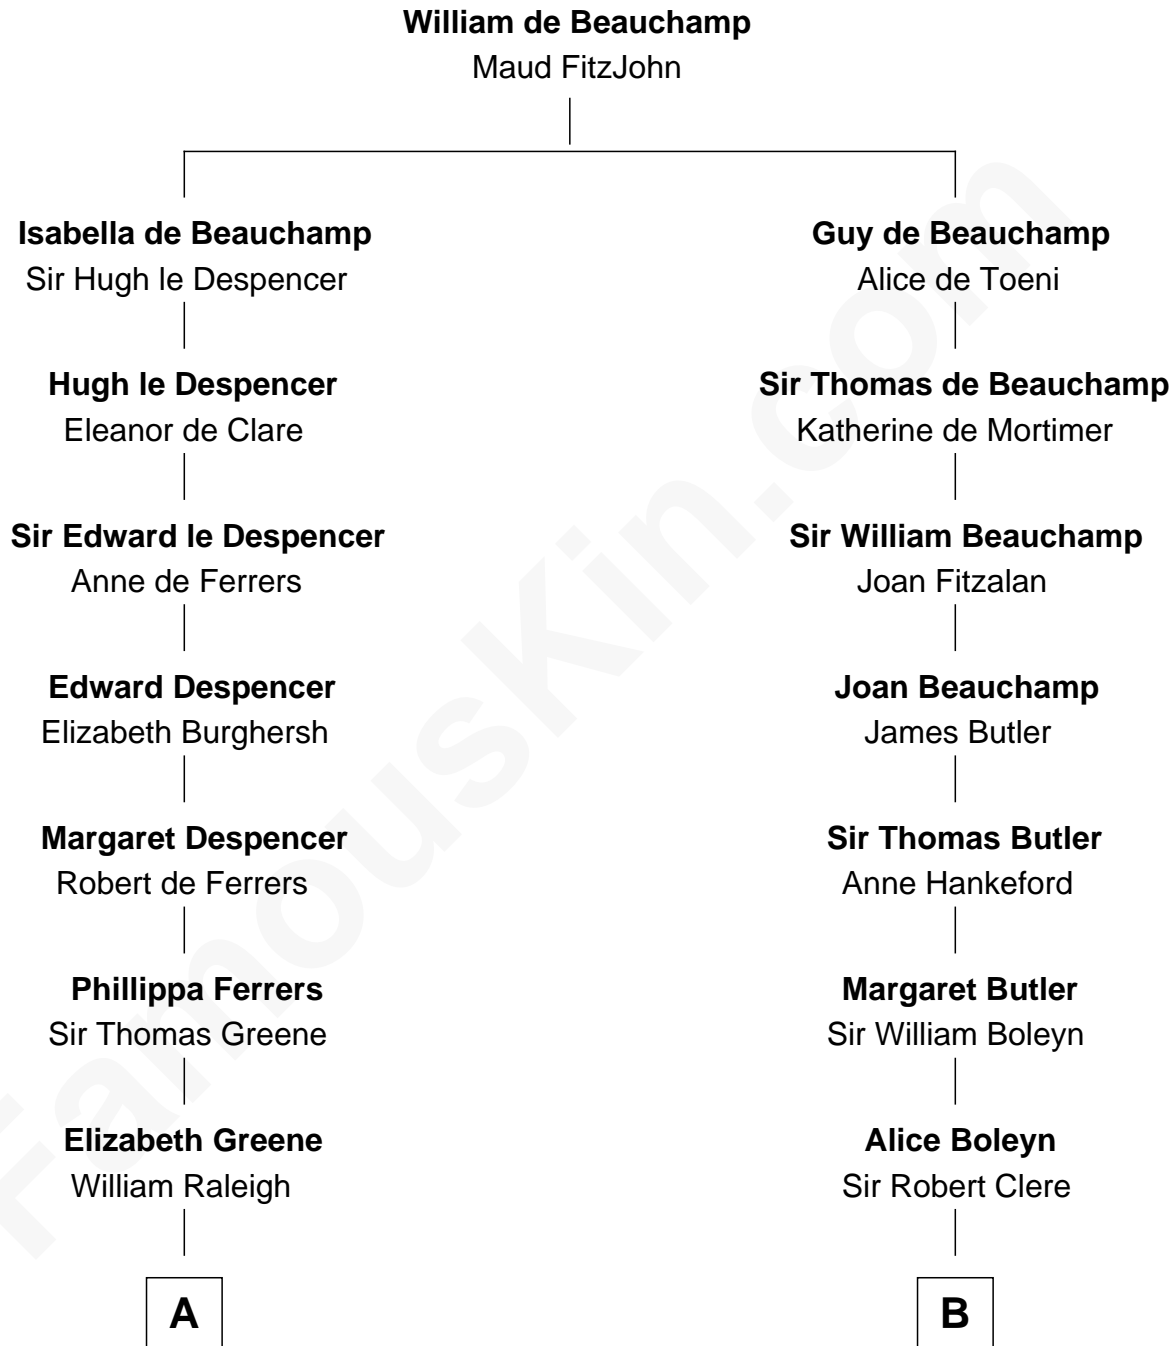 William de Beauchamp
Maud FitzJohn
Isabella de Beauchamp
Sir Hugh le Despencer
Guy de Beauchamp
Alice de Toeni
Hugh le Despencer
Eleanor de Clare
Sir Thomas de Beauchamp
Katherine de Mortimer
Sir Edward le Despencer
Anne de Ferrers
Sir William Beauchamp
Joan Fitzalan
Edward Despencer
Elizabeth Burghersh
Joan Beauchamp
James Butler
Margaret Despencer
Robert de Ferrers
Sir Thomas Butler
Anne Hankeford
Phillippa Ferrers
Sir Thomas Greene
Margaret Butler
Sir William Boleyn
Elizabeth Greene
William Raleigh
Alice Boleyn
Sir Robert Clere
A
B
FamousKin.com